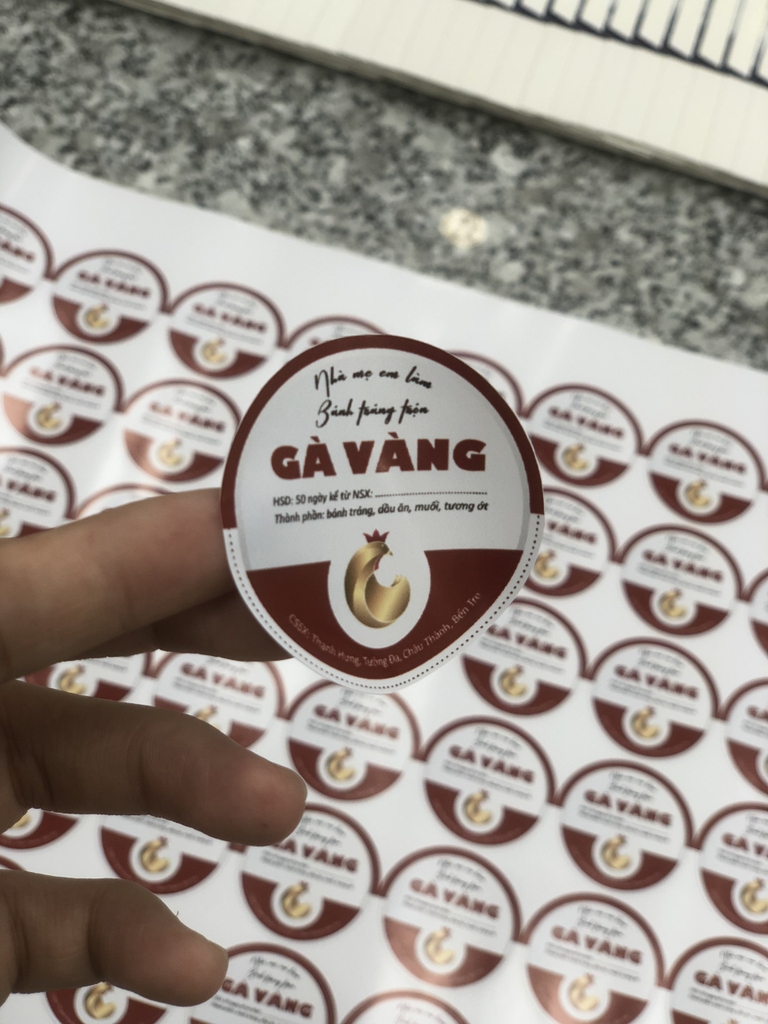 Nhà mẹ em làm
Bánh tráng trộn
GÀ VÀNG
HSD: 50 ngày kể từ NSX:
Thành phần: bánh tráng, dầu ăn, muối, tương ớt
CSSX: Thanh Hưng, Tường Đa, Châu Thành, Bến Tre